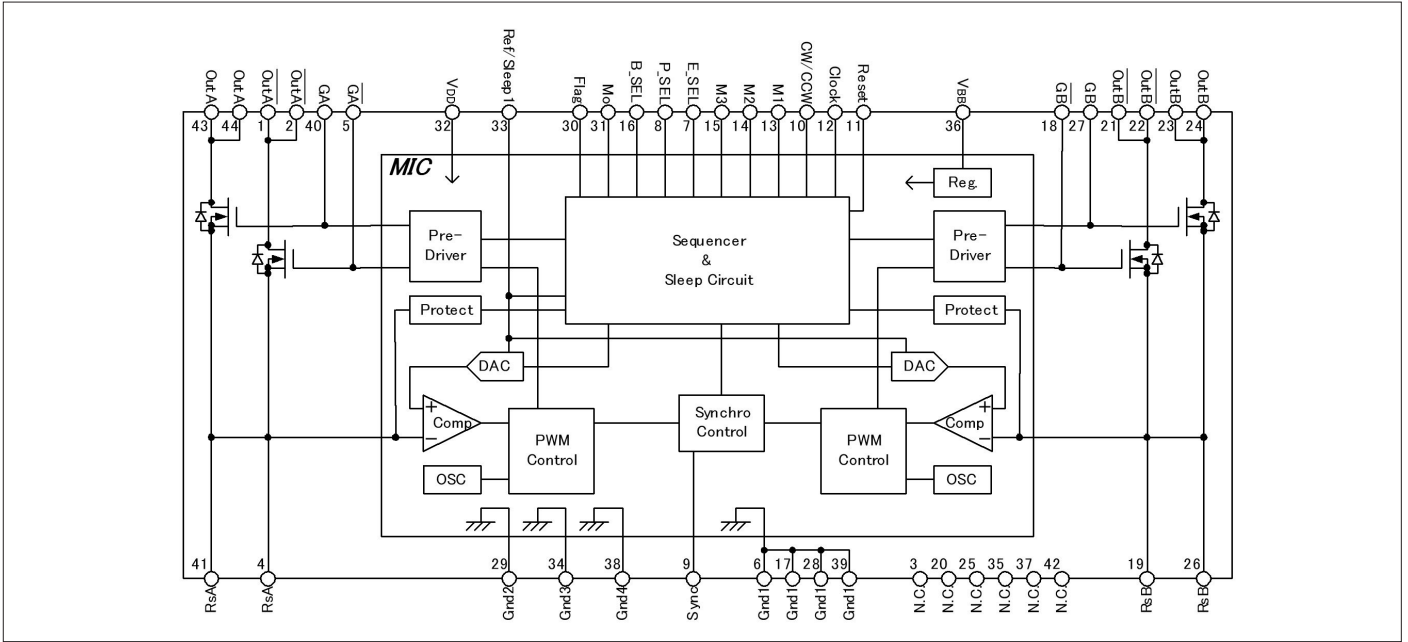 OutA
OutA
OutA
OutA
GA
GA
VDD
Ref/Sleep1
Flag
Mo
B_SEL
P_SEL
E_SEL
M3
M2
M1
CW/CCW
Clock
Reset
VBB
GB
GB
OutB
OutB
OutB
OutB
43
44
1
2
40
5
32
33
30
31
16
8
7
15
14
13
10
12
11
36
18
27
21
22
23
24
MIC
Reg.
Pre-
Driver
Sequencer
&
Sleep Circuit
Pre-
Driver
Protect
Protect
DAC
DAC
+
Comp
−
PWM
Control
Synchro
Control
PWM
Control
+
Comp
−
OSC
OSC
41
4
29
34
38
9
6
17
28
39
3
20
25
35
37
42
19
26
RsA
RsA
Gnd2
Gnd3
Gnd4
Sync
Gnd1
Gnd1
Gnd1
Gnd1
N.C.
N.C.
N.C.
N.C.
N.C.
N.C.
RsB
RsB